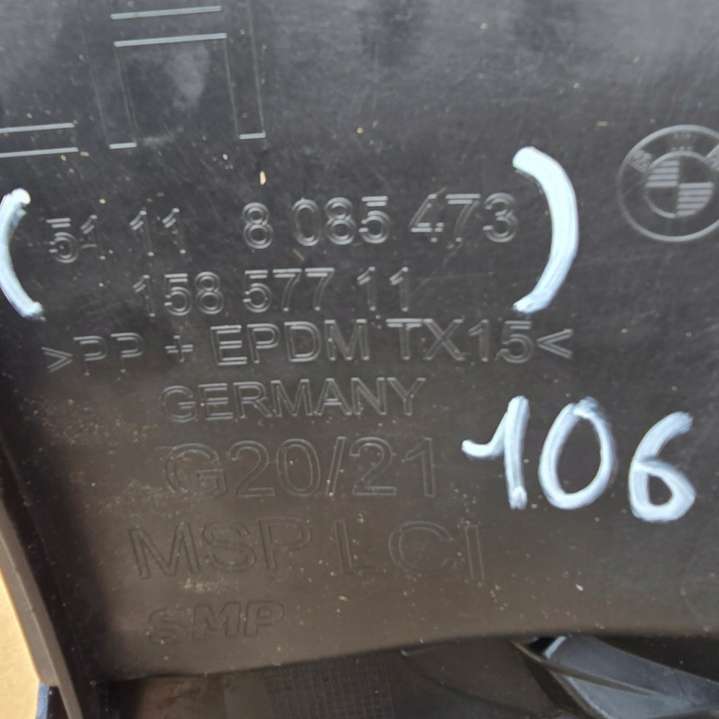 ( 51 11 8 085 473 )
158 577 11
>PP + EPDM TX15<
GERMANY
G20/21
106
MSP LCI
SMP